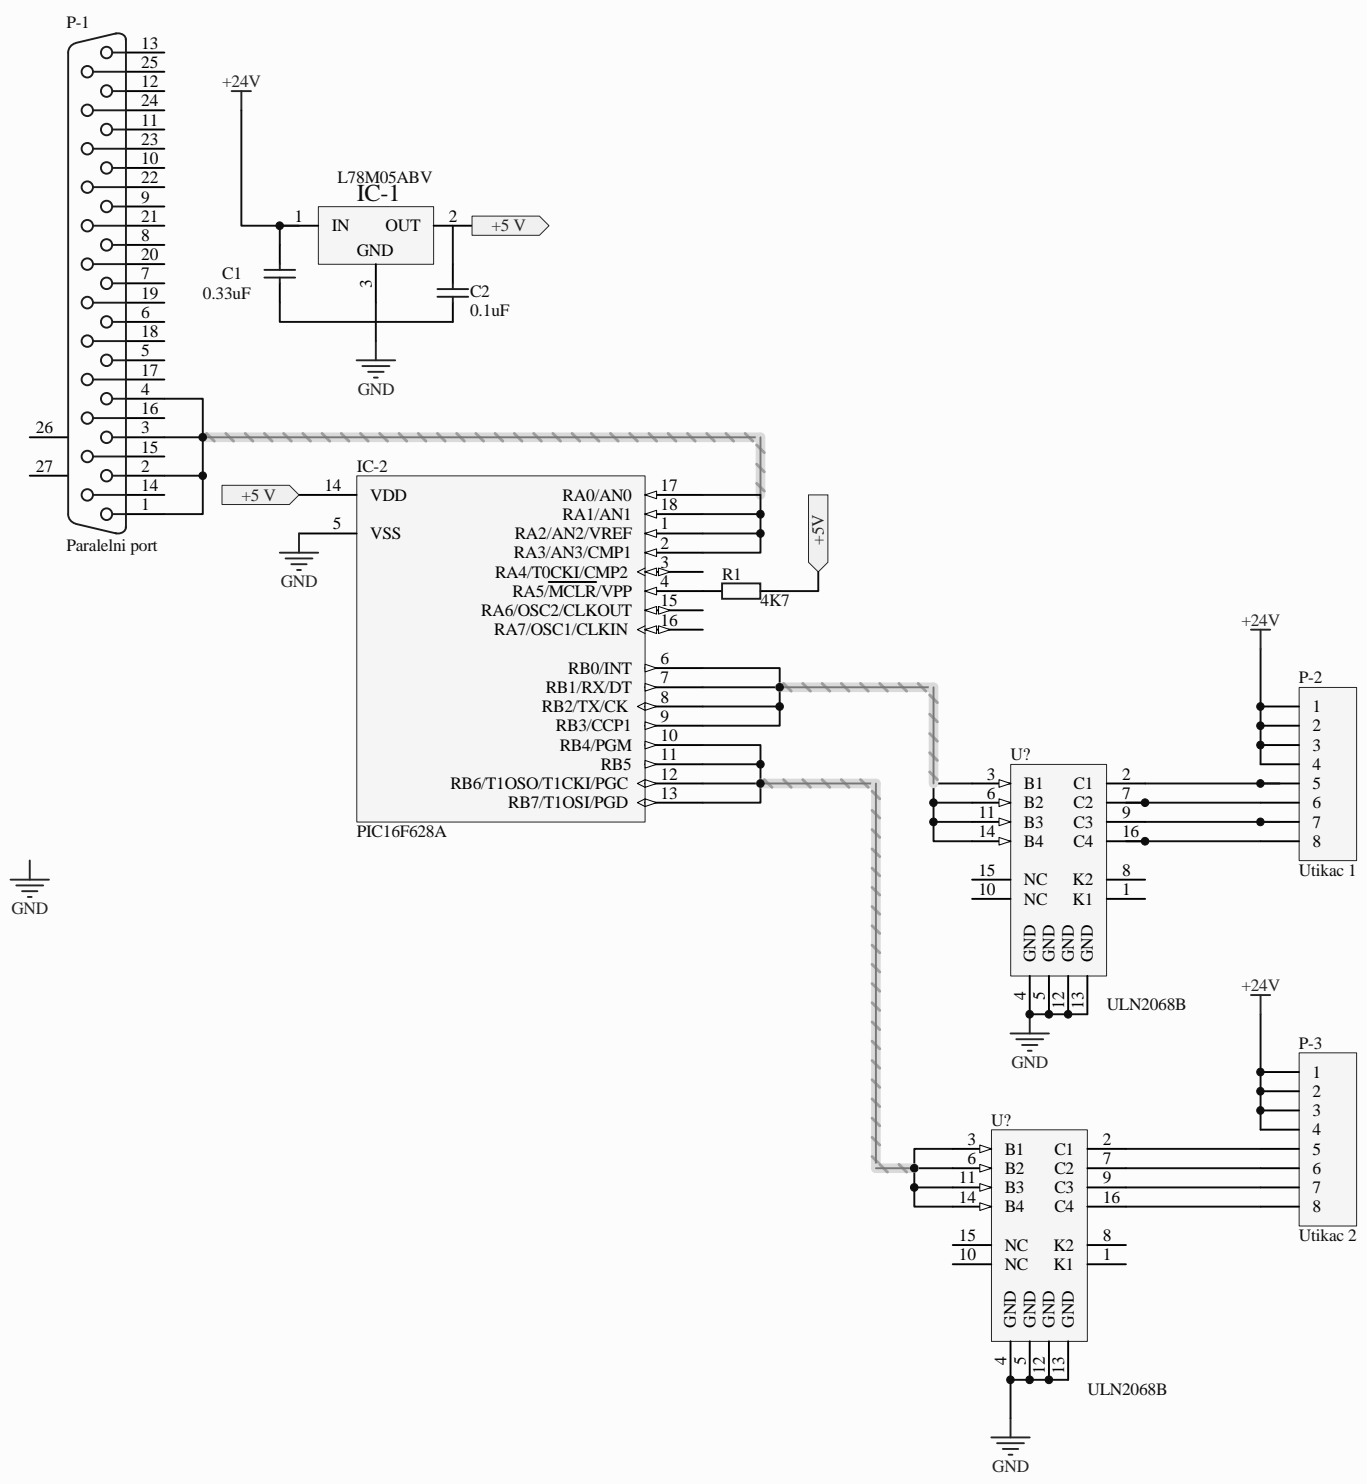 P-1
13
25
12
24
11
23
10
22
9
21
8
20
7
19
6
18
5
17
4
16
3
15
2
14
1
26
27
Paralelni port
+24V
L78M05ABV
IC-1
1 IN OUT 2
+5 V
GND
3
C1
0.33uF
C2
0.1uF
GND
IC-2
+5 V
14 VDD
5 VSS
GND
RA0/AN0 17
RA1/AN1 18
RA2/AN2/VREF 1
RA3/AN3/CMP1 2
RA4/T0CKI/CMP2 3
RA5/MCLR/VPP 4
RA6/OSC2/CLKOUT 15
RA7/OSC1/CLKIN 16
R1
4K7
+5V
RB0/INT 6
RB1/RX/DT 7
RB2/TX/CK 8
RB3/CCP1 9
RB4/PGM 10
RB5 11
RB6/T1OSO/T1CKI/PGC 12
RB7/T1OSI/PGD 13
PIC16F628A
GND
+24V
P-2
1
2
3
4
5
6
7
8
Utikac 1
U?
3 B1 C1 2
6 B2 C2 7
11 B3 C3 9
14 B4 C4 16
15 NC K2 8
10 NC K1 1
GND GND GND GND
4 5 12 13
ULN2068B
GND
+24V
P-3
1
2
3
4
5
6
7
8
Utikac 2
U?
3 B1 C1 2
6 B2 C2 7
11 B3 C3 9
14 B4 C4 16
15 NC K2 8
10 NC K1 1
GND GND GND GND
4 5 12 13
ULN2068B
GND